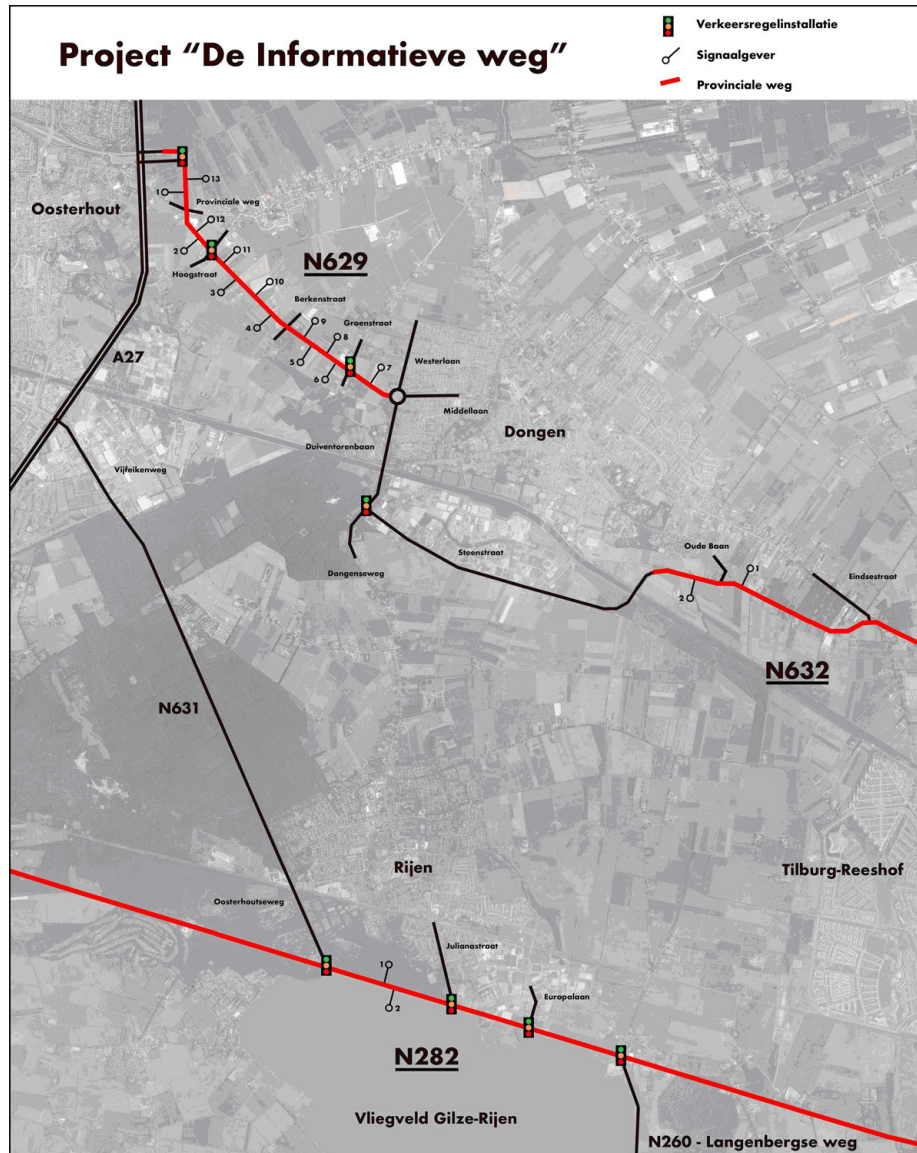 Project “De Informatieve weg”
Verkeersregelinstallatie
Signaalgever
Provinciale weg
13
1
Provinciale weg
Oosterhout
12
2
11
Hoogstraat
N629
10
3
Berkenstraat
9
4
Groenstraat
8
A27
5
Westerlaan
7
6
Middellaan
Dongen
Duiventorenbaan
Vijfeikenweg
Steenstraat
Oude Baan
1
Dongenseweg
Eindsestraat
2
N632
N631
Rijen
Tilburg-Reeshof
Oosterhoutseweg
Julianastraat
1
Europalaan
2
N282
Vliegveld Gilze-Rijen
N260 - Langenbergse weg